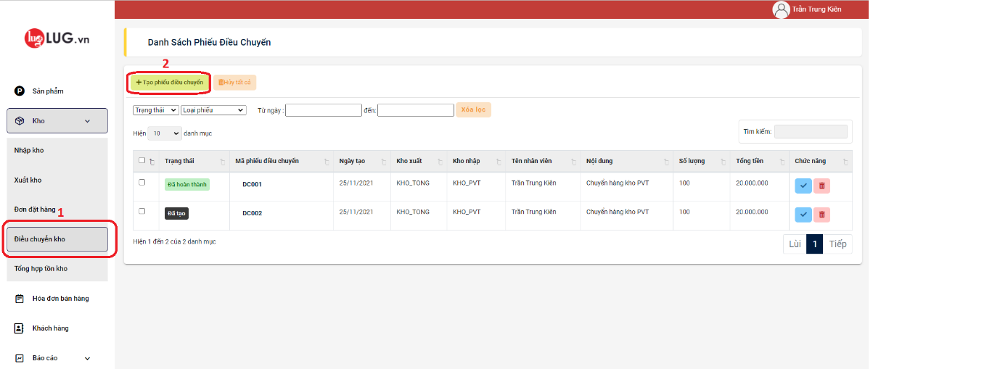 Trần Trung Kiên
lug LUG.vn
Danh Sách Phiếu Điều Chuyển
2
+ Tạo phiếu điều chuyển Hủy tất cả
P Sản phẩm
Trạng thái Loại phiếu Từ ngày : đến: Xóa lọc
Kho
Hiện 10 danh mục Tìm kiếm:
Nhập kho
Trạng thái Mã phiếu điều chuyển Ngày tạo Kho xuất Kho nhập Tên nhân viên Nội dung Số lượng Tổng tiền Chức năng
Xuất kho
Đã hoàn thành DC001 25/11/2021 KHO_TONG KHO_PVT Trần Trung Kiên Chuyển hàng kho PVT 100 20.000.000
Đơn đặt hàng
1
Đã tạo DC002 25/11/2021 KHO_TONG KHO_PVT Trần Trung Kiên Chuyển hàng kho PVT 100 20.000.000
Điều chuyển kho
Hiện 1 đến 2 của 2 danh mục Lùi 1 Tiếp
Tổng hợp tồn kho
Hóa đơn bán hàng
Khách hàng
Báo cáo